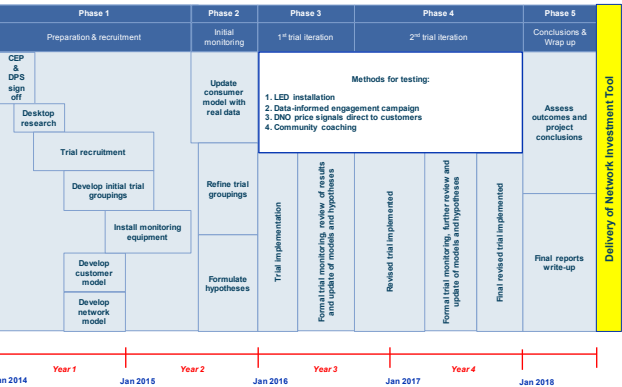 Phase 1
Phase 2
Phase 3
Phase 4
Phase 5
Preparation & recruitment
Initial
monitoring
1st trial iteration
2nd trial iteration
Conclusions &
Wrap up
CEP
&
DPS
sign
off
Desktop
research
Trial recruitment
Develop initial trial
groupings
Install monitoring
equipment
Develop
customer
model
Develop
network
model
Update
consumer
model with
real data
Refine trial
groupings
Formulate
hypotheses
Methods for testing:
1. LED installation
2. Data-informed engagement campaign
3. DNO price signals direct to customers
4. Community coaching
Trial implementation
Formal trial monitoring, review of results
and update of models and hypotheses
Revised trial implemented
Formal trial monitoring, further review and
update of models and hypotheses
Final revised trial implemented
Assess
outcomes and
project
conclusions
Final reports
write-up
Delivery of Network Investment Tool
Year 1
Year 2
Year 3
Year 4
n 2014
Jan 2015
Jan 2016
Jan 2017
Jan 2018